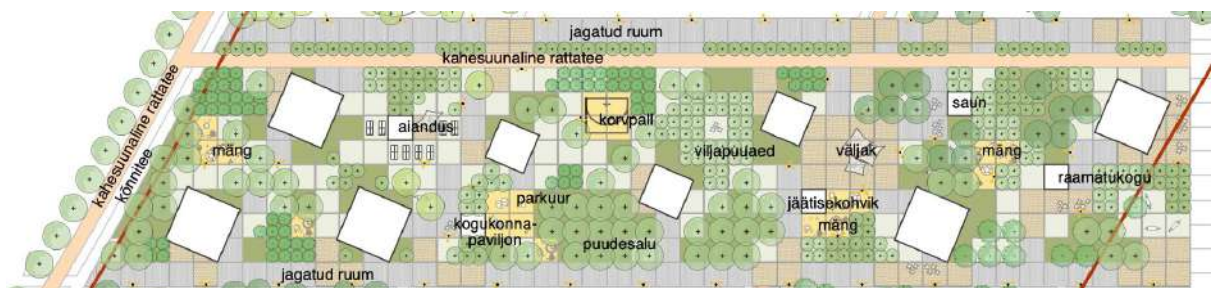 jagatud ruum
kahesuunaline rattatee
kahesuunaline rattatee
kõnnitee
saun
korvpall
aiandus
mäng
viljapuuaed
väljak
mäng
raamatukogu
parkuur
jäätisekohvik
kogukonna-
paviljon
mäng
puudesalu
jagatud ruum